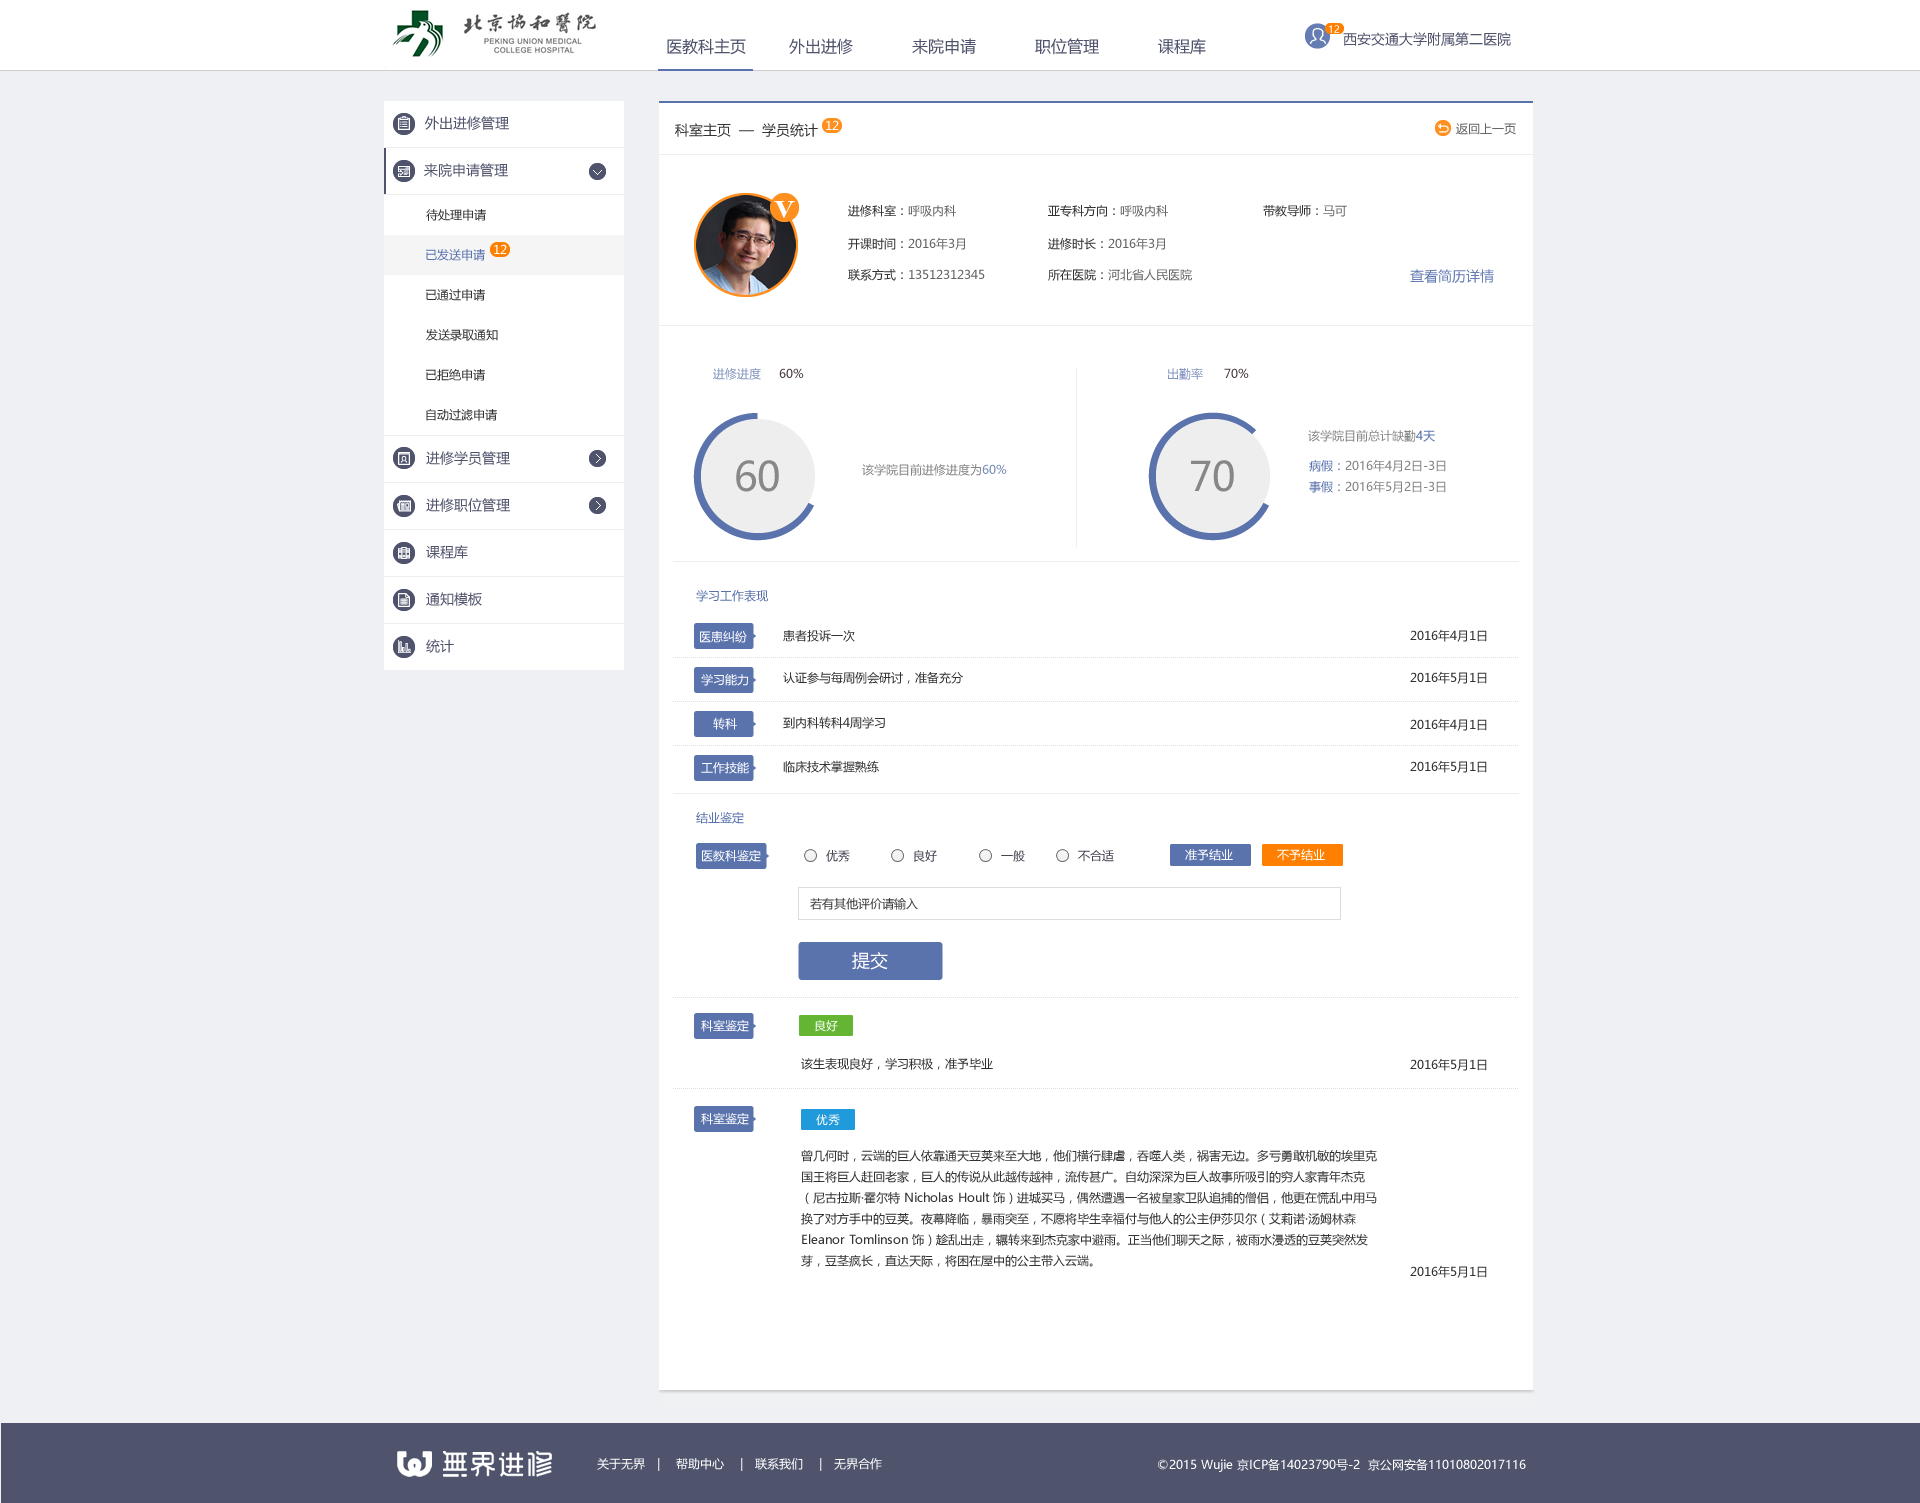 北京協和醫院
PEKING UNION MEDICAL
COLLEGE HOSPITAL
医教科主页
外出进修
来院申请
职位管理
课程库
12
西安交通大学附属第二医院
外出进修管理
来院申请管理
待处理申请
已发送申请 12
已通过申请
发送录取通知
已拒绝申请
自动过滤申请
进修学员管理
进修职位管理
课程库
通知模板
统计
科室主页 — 学员统计 12
返回上一页
V
进修科室：呼吸内科
亚专科方向：呼吸内科
带教导师：马可
开课时间：2016年3月
进修时长：2016年3月
联系方式：13512312345
所在医院：河北省人民医院
查看简历详情
进修进度 60%
60
该学院目前进修进度为60%
出勤率 70%
70
该学院目前总计缺勤4天
病假：2016年4月2日-3日
事假：2016年5月2日-3日
学习工作表现
医患纠纷 患者投诉一次 2016年4月1日
学习能力 认证参与每周例会研讨，准备充分 2016年5月1日
转科 到内科转科4周学习 2016年4月1日
工作技能 临床技术掌握熟练 2016年5月1日
结业鉴定
医教科鉴定 优秀 良好 一般 不合适 准予结业 不予结业
若有其他评价请输入
提交
科室鉴定 良好
该生表现良好，学习积极，准予毕业 2016年5月1日
科室鉴定 优秀
曾几何时，云端的巨人依靠通天豆荚来至大地，他们横行肆虐，吞噬人类，祸害无边。多亏勇敢机敏的埃里克
国王将巨人赶回老家，巨人的传说从此越传越神，流传甚广。自幼深深为巨人故事所吸引的穷人家青年杰克
（尼古拉斯·霍尔特 Nicholas Hoult 饰）进城买马，偶然遭遇一名被皇家卫队追捕的僧侣，他更在慌乱中用马
换了对方手中的豆荚。夜幕降临，暴雨突至，不愿将毕生幸福付与他人的公主伊莎贝尔（艾莉诺·汤姆林森
Eleanor Tomlinson 饰）趁乱出走，辗转来到杰克家中避雨。正当他们聊天之际，被雨水浸透的豆荚突然发
芽，豆茎疯长，直达天际，将困在屋中的公主带入云端。
2016年5月1日
無界进修
关于无界 | 帮助中心 | 联系我们 | 无界合作
©2015 Wujie 京ICP备14023790号-2 京公网安备11010802017116